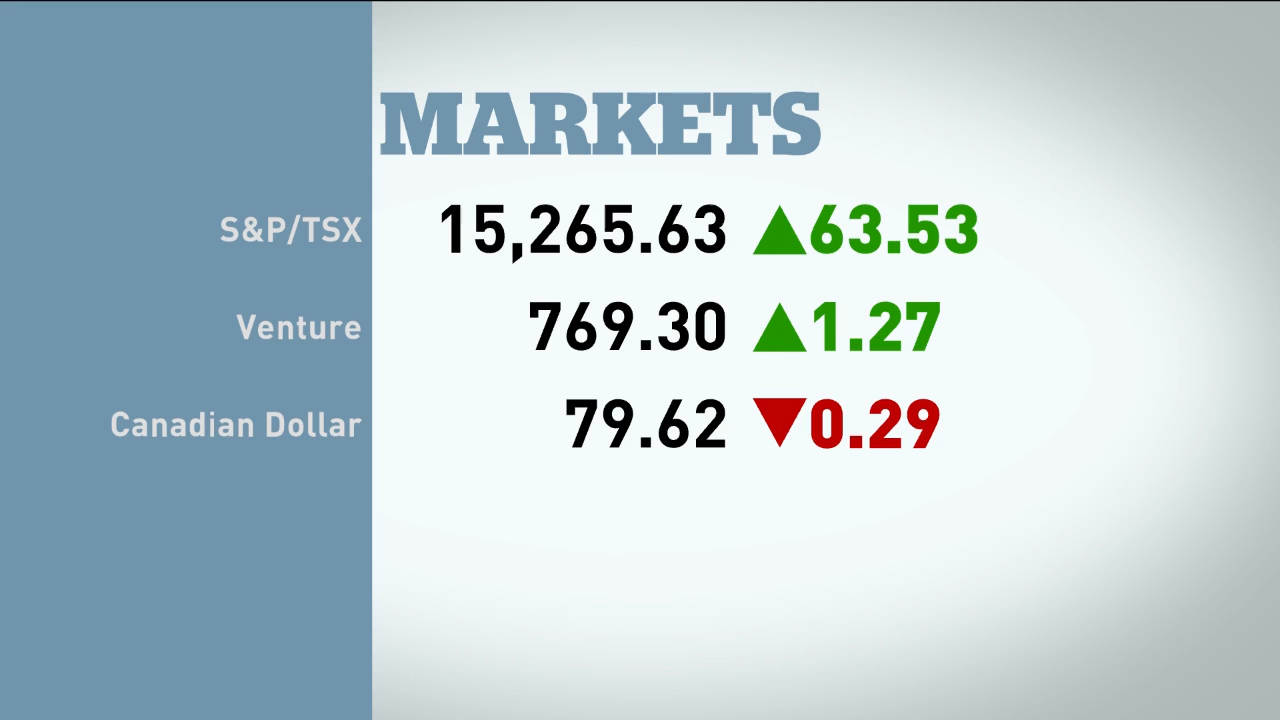 MARKETS
S&P/TSX 15,265.63 ▲63.53
Venture 769.30 ▲1.27
Canadian Dollar 79.62 ▼0.29